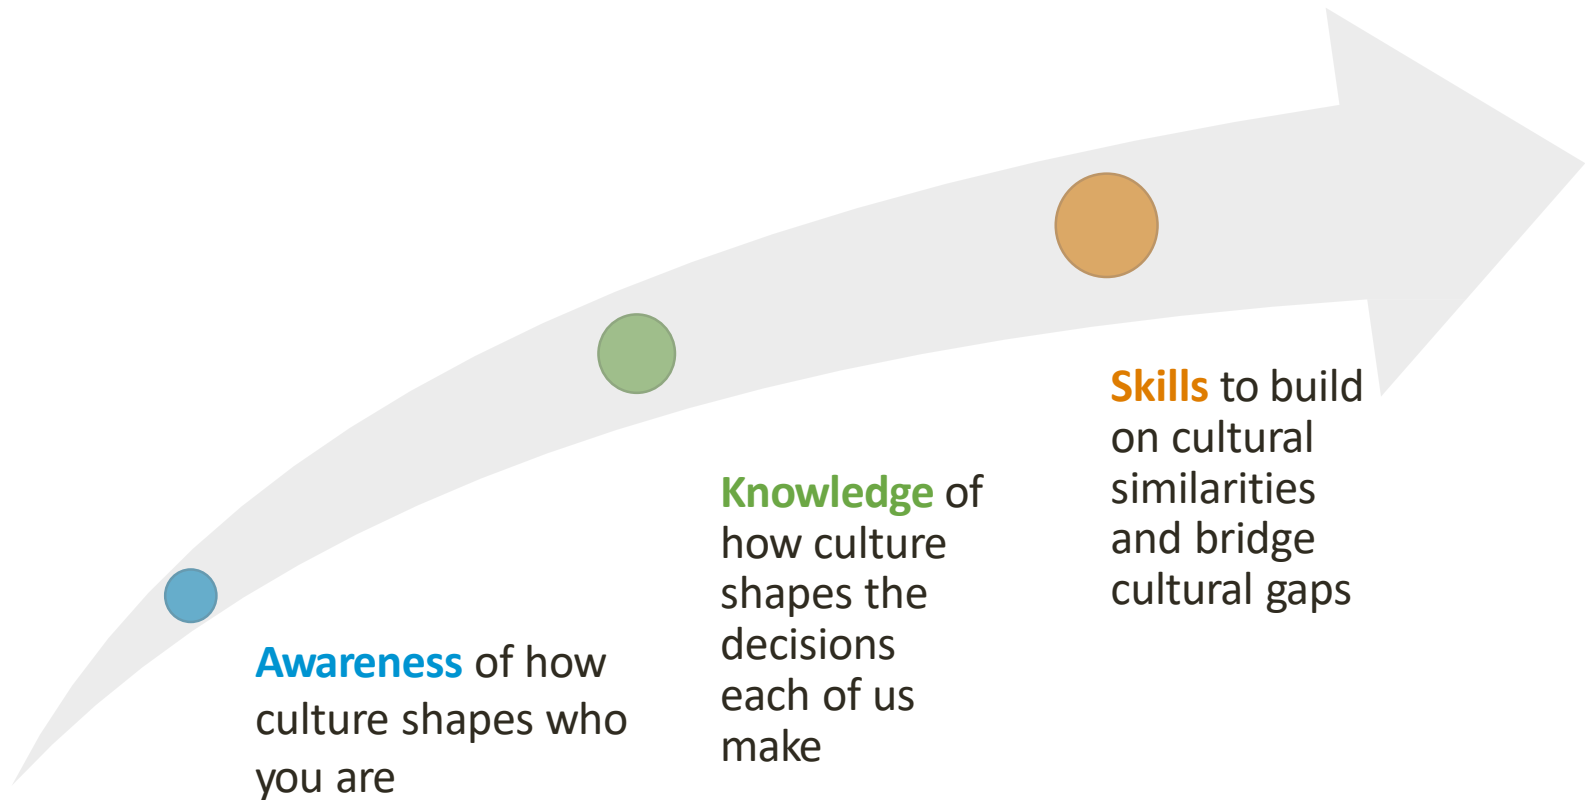 Awareness of how
culture shapes who
you are
Knowledge of
how culture
shapes the
decisions
each of us
make
Skills to build
on cultural
similarities
and bridge
cultural gaps